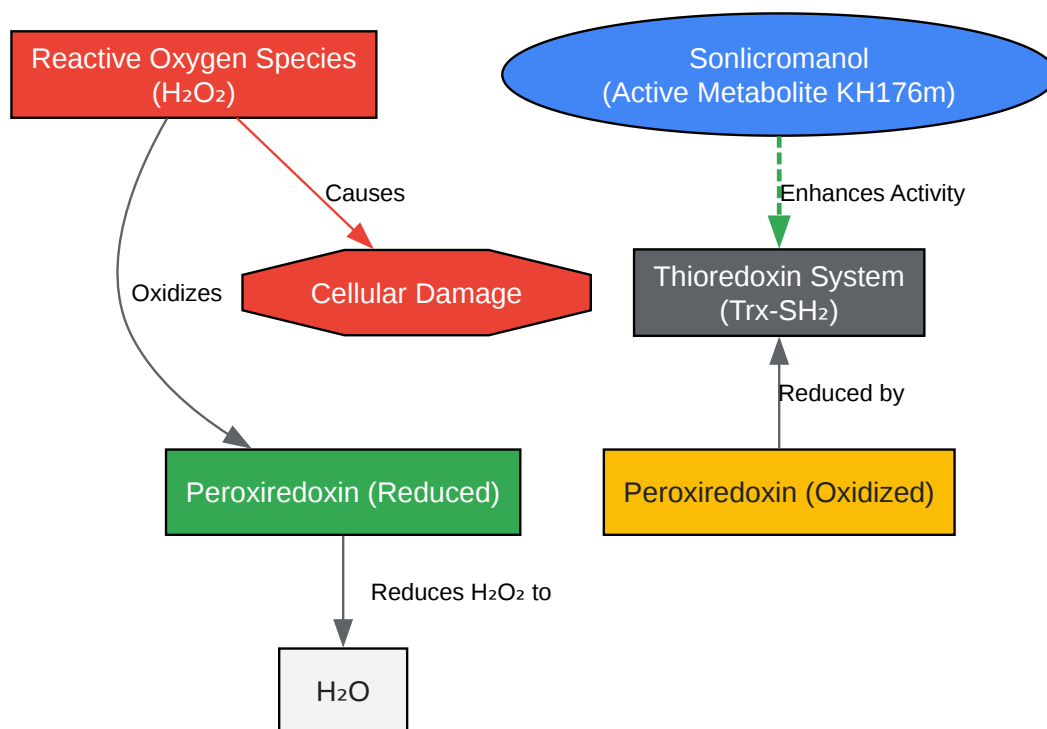 Reactive Oxygen Species
(H₂O₂)
Sonlicromanol
(Active Metabolite KH176m)
Causes
Enhances Activity
Oxidizes
Cellular Damage
Thioredoxin System
(Trx-SH₂)
Reduced by
Peroxiredoxin (Reduced)
Peroxiredoxin (Oxidized)
Reduces H₂O₂ to
H₂O